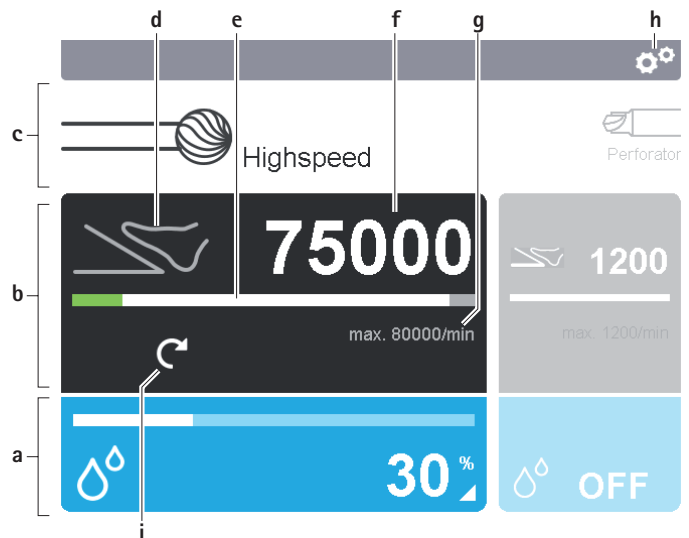 d e f g h
c
Highspeed
Perforator
b
75000
1200
max. 80000/min
max. 1200/min
a
30 %
OFF
i